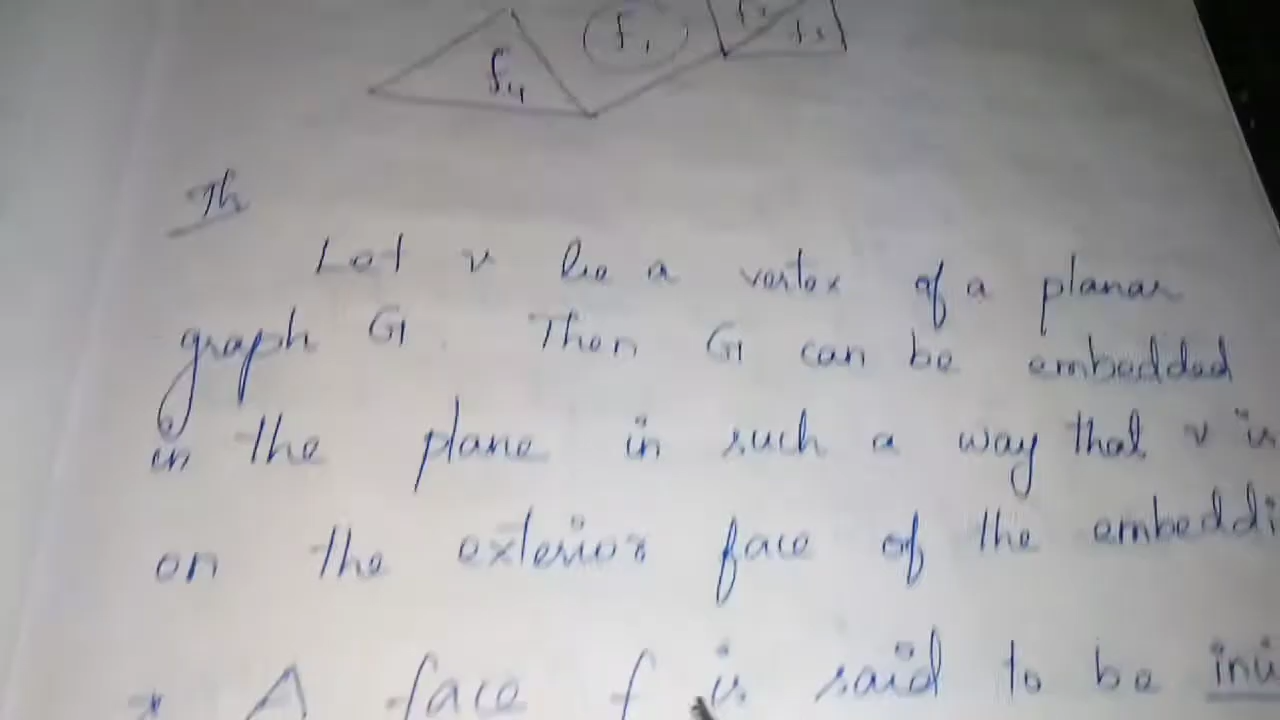 f1
f4
Th
Let v be a vertex of a planar
graph G. Then G can be embedded
in the plane in such a way that v is
on the exterior face of the embeddi
* A face f is said to be